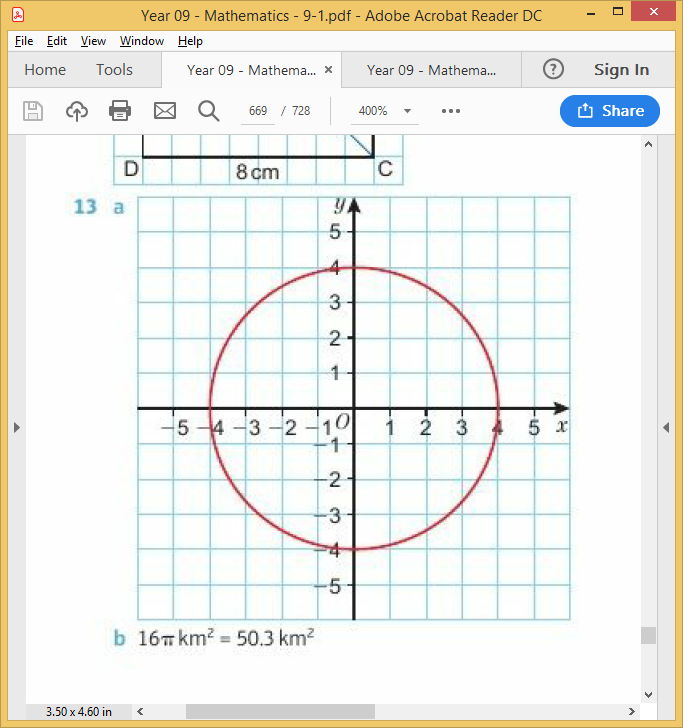 Year 09 - Mathematics - 9-1.pdf - Adobe Acrobat Reader DC
File Edit View Window Help
Home Tools Year 09 - Mathema... × Year 09 - Mathema... ? Sign In
669 / 728 400% Share
D 8 cm C
13 a
y
5
4
3
2
1
−5 −4 −3 −2 −1 O 1 2 3 4 5 x
−1
−2
−3
−4
−5
b 16π km² = 50.3 km²
3.50 x 4.60 in